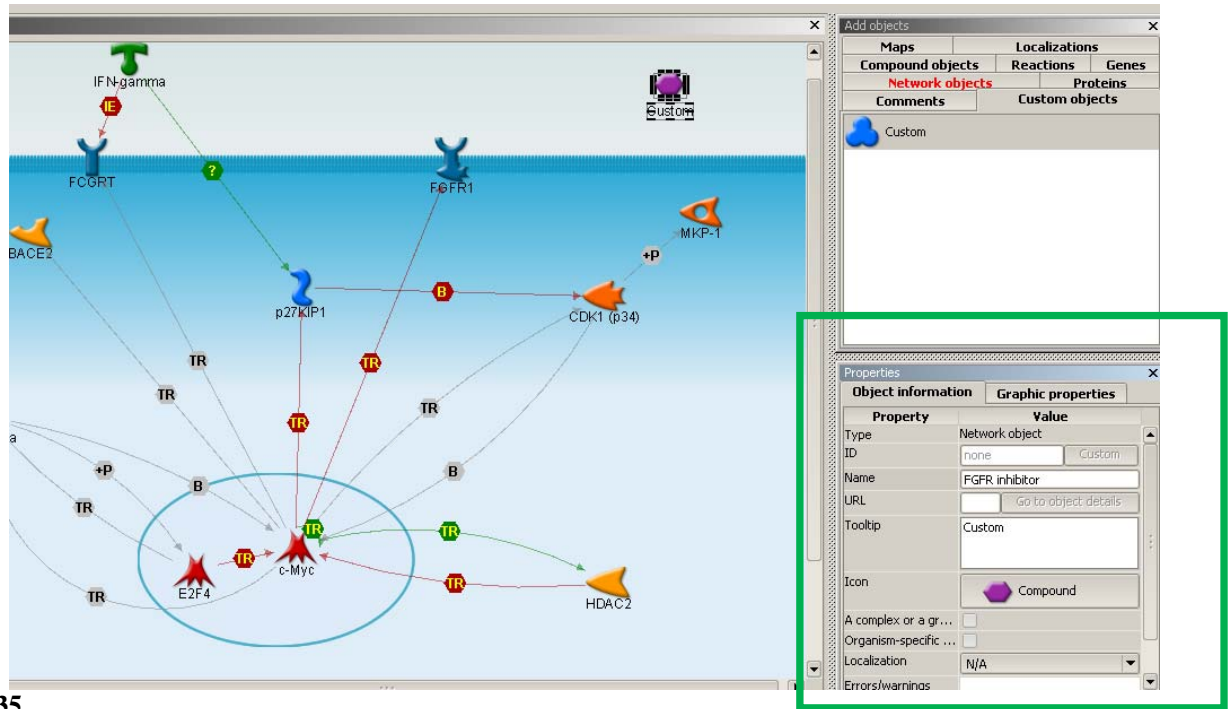 Add objects
Maps Localizations
Compound objects Reactions Genes
Network objects Proteins
Comments Custom objects
Custom
IFN-gamma
IE
Custom
FCGRT
?
FGFR1
BACE2
MKP-1
+P
p27KIP1
B
CDK1 (p34)
TR
TR
TR
TR
TR
a
+P
B
B
TR
TR
TR
TR
TR
E2F4
c-Myc
TR
TR
HDAC2
Properties
Object information Graphic properties
Property Value
Type Network object
ID none Custom
Name FGFR inhibitor
URL Go to object details
Tooltip Custom
Icon Compound
A complex or a gr...
Organism-specific ...
Localization N/A
Errors/warnings
35